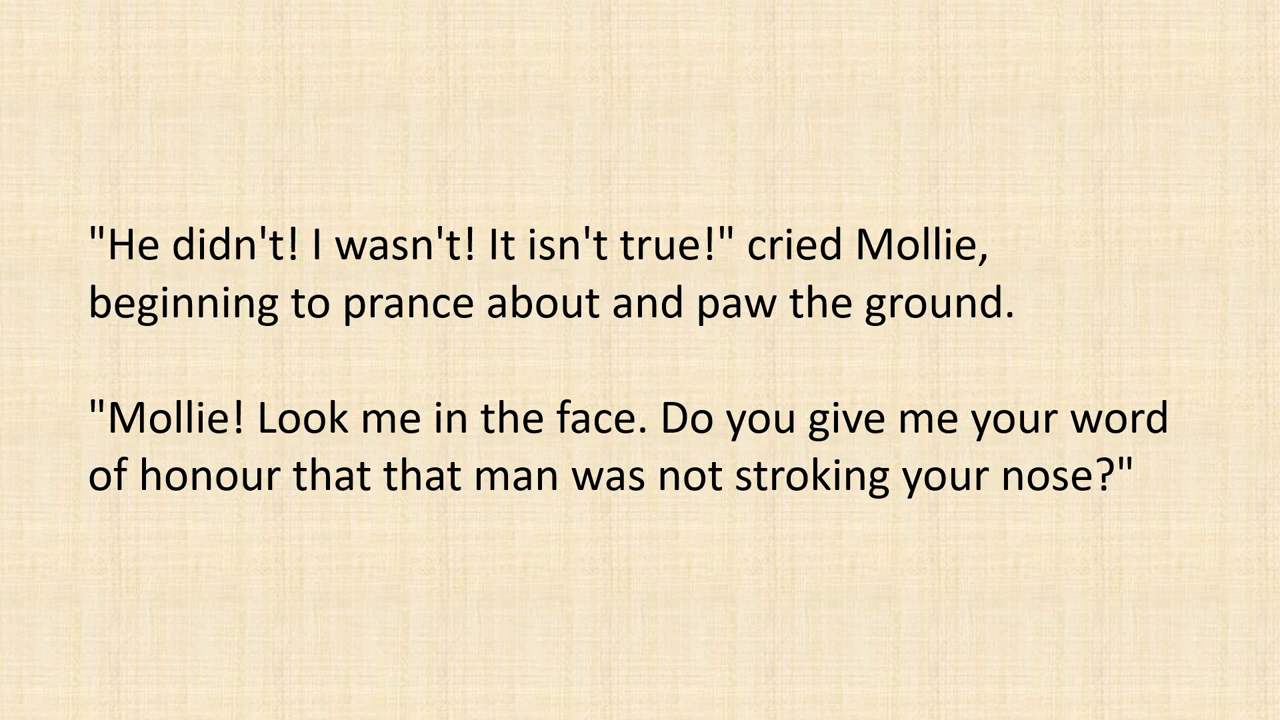 "He didn't! I wasn't! It isn't true!" cried Mollie,
beginning to prance about and paw the ground.
"Mollie! Look me in the face. Do you give me your word
of honour that that man was not stroking your nose?"